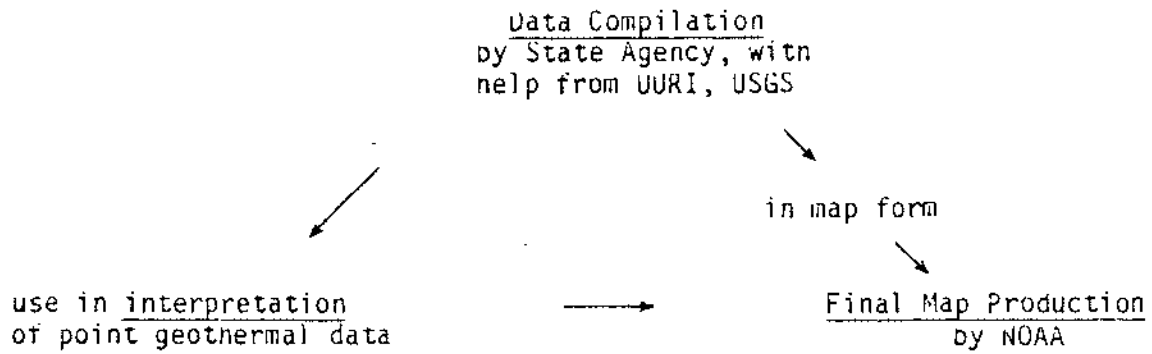 Data Compilation
by State Agency, with
help from UURI, USGS
in map form
use in interpretation
of point geothermal data
Final Map Production
by NOAA